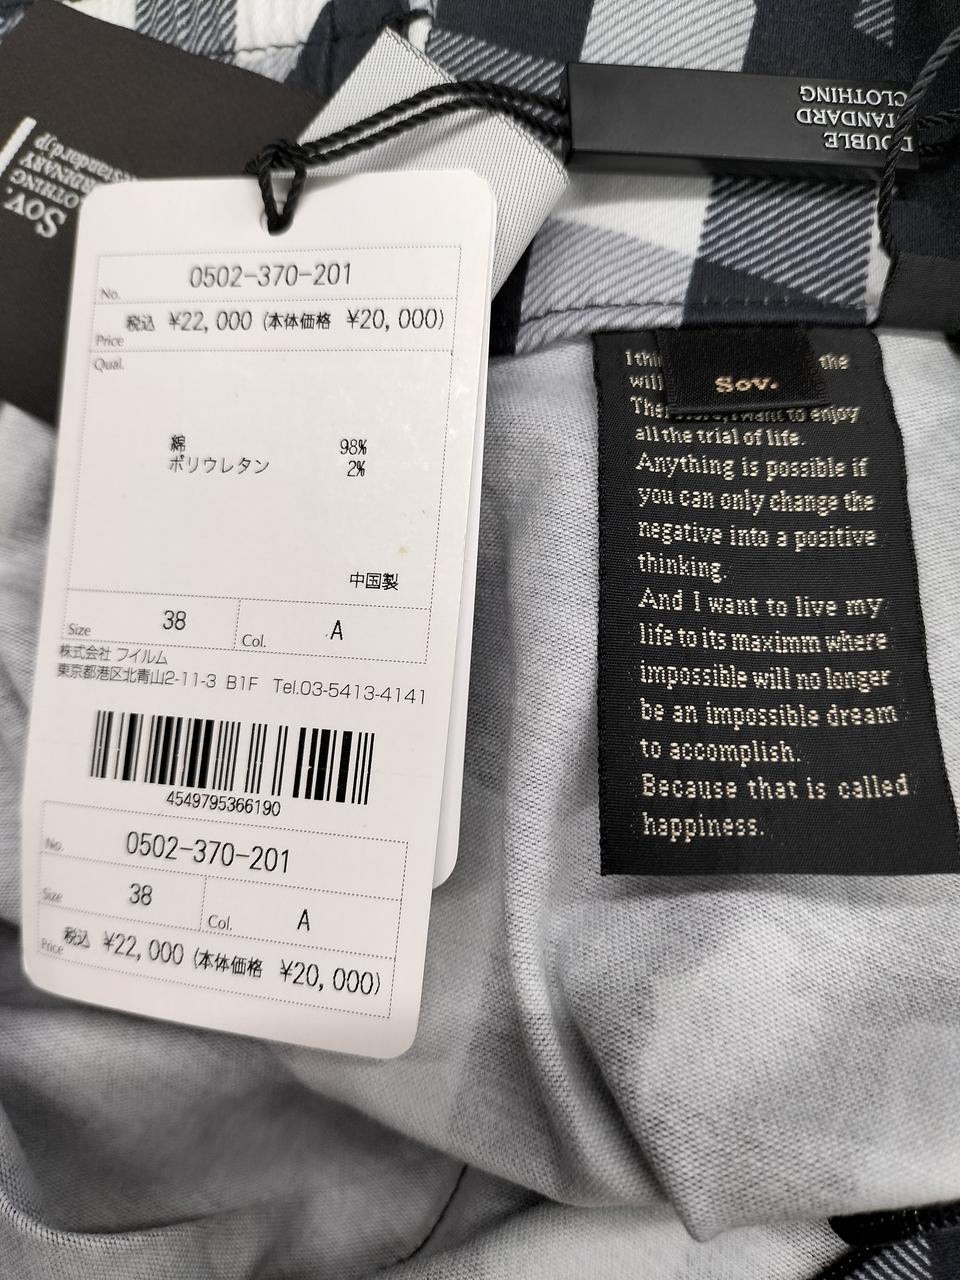 DOUBLE
STANDARD
CLOTHING
Sov.
No. 0502-370-201
Price 税込 ¥22,000 (本体価格 ¥20,000)
Qual.
綿 98%
ポリウレタン 2%
中国製
Size 38 Col. A
株式会社 フイルム
東京都港区北青山2-11-3 B1F Tel.03-5413-4141
4549795366190
No. 0502-370-201
Size 38 Col. A
Price 税込 ¥22,000 (本体価格 ¥20,000)
Sov.
I the
will
to enjoy
all the trial of life.
Anything is possible if
you can only change the
negative into a positive
thinking.
And I want to live my
life to its maximm where
impossible will no longer
be an impossible dream
to accomplish.
Because that is called
happiness.